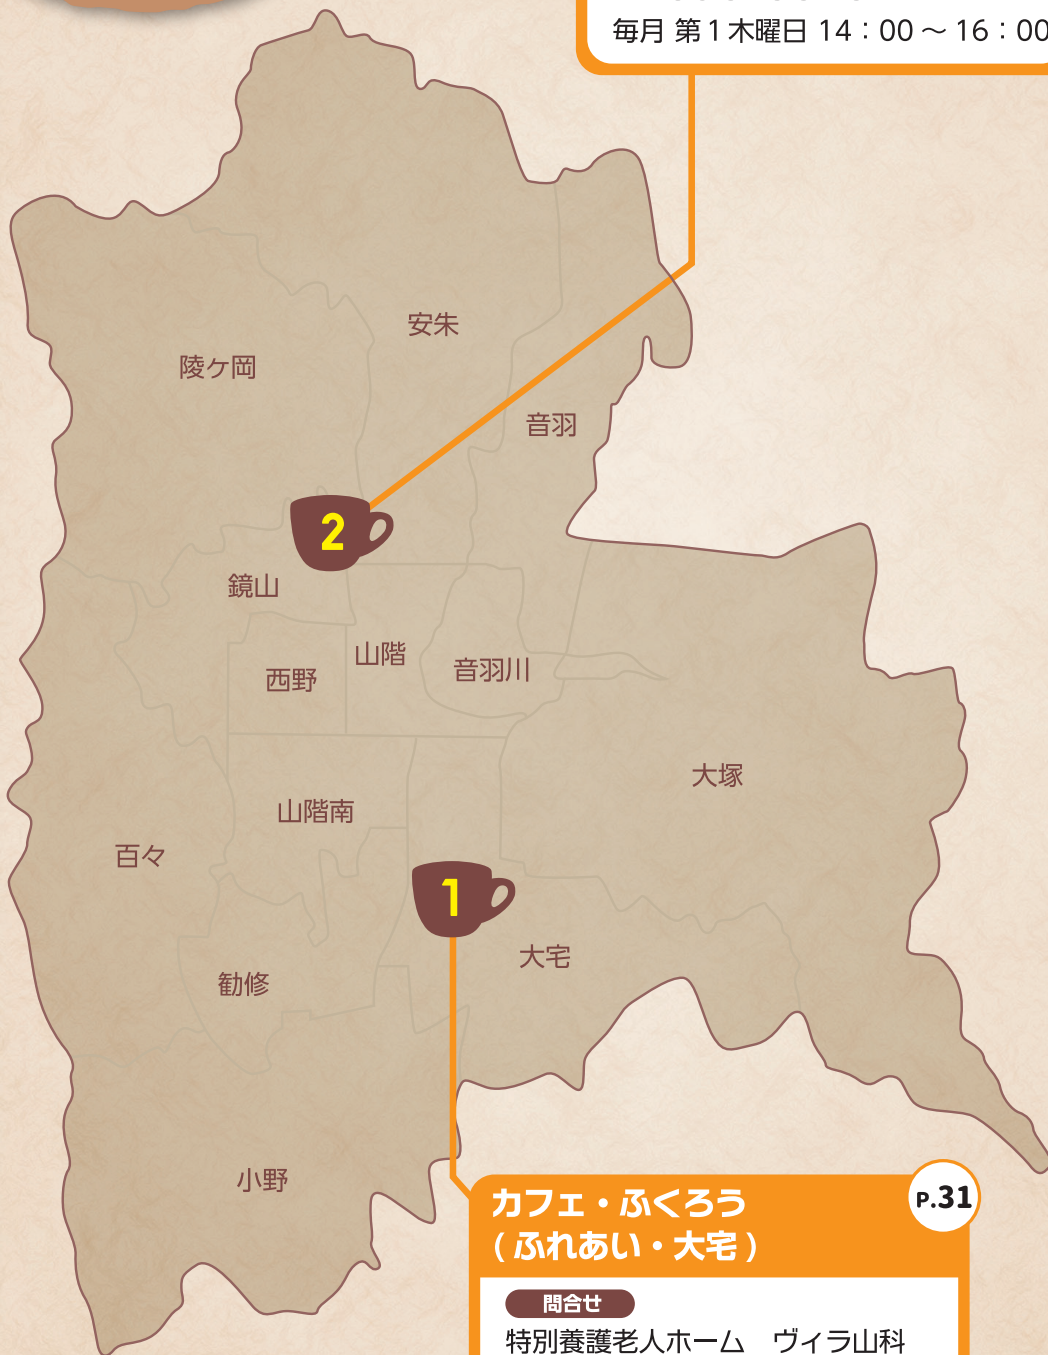 毎月 第1木曜日 14：00 ～ 16：00
安朱
陵ケ岡
音羽
2
鏡山
山階
音羽川
西野
大塚
山階南
百々
1
大宅
勧修
小野
カフェ・ふくろう
(ふれあい・大宅)
P.31
問合せ
特別養護老人ホーム　ヴィラ山科